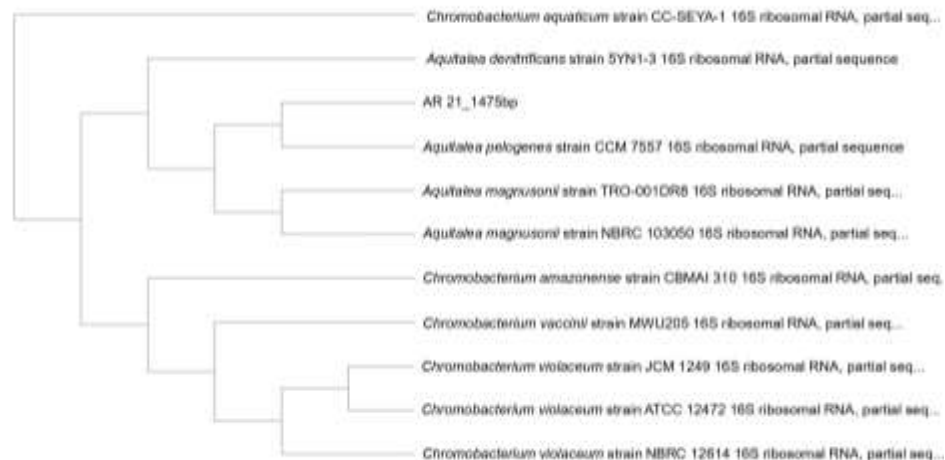 Chromobacterium aquaticum strain CC-SEYA-1 16S ribosomal RNA, partial seq...
Aquitalea denitrificans strain 5YN1-3 16S ribosomal RNA, partial sequence
AR 21_1475bp
Aquitalea pelogenes strain CCM 7557 16S ribosomal RNA, partial sequence
Aquitalea magnusonii strain TRO-001DR8 16S ribosomal RNA, partial seq...
Aquitalea magnusonii strain NBRC 103050 16S ribosomal RNA, partial seq...
Chromobacterium amazonense strain CBMAI 310 16S ribosomal RNA, partial seq.
Chromobacterium vaccinii strain MWU205 16S ribosomal RNA, partial seq...
Chromobacterium violaceum strain JCM 1249 16S ribosomal RNA, partial seq...
Chromobacterium violaceum strain ATCC 12472 16S ribosomal RNA, partial seq...
Chromobacterium violaceum strain NBRC 12614 16S ribosomal RNA, partial seq...